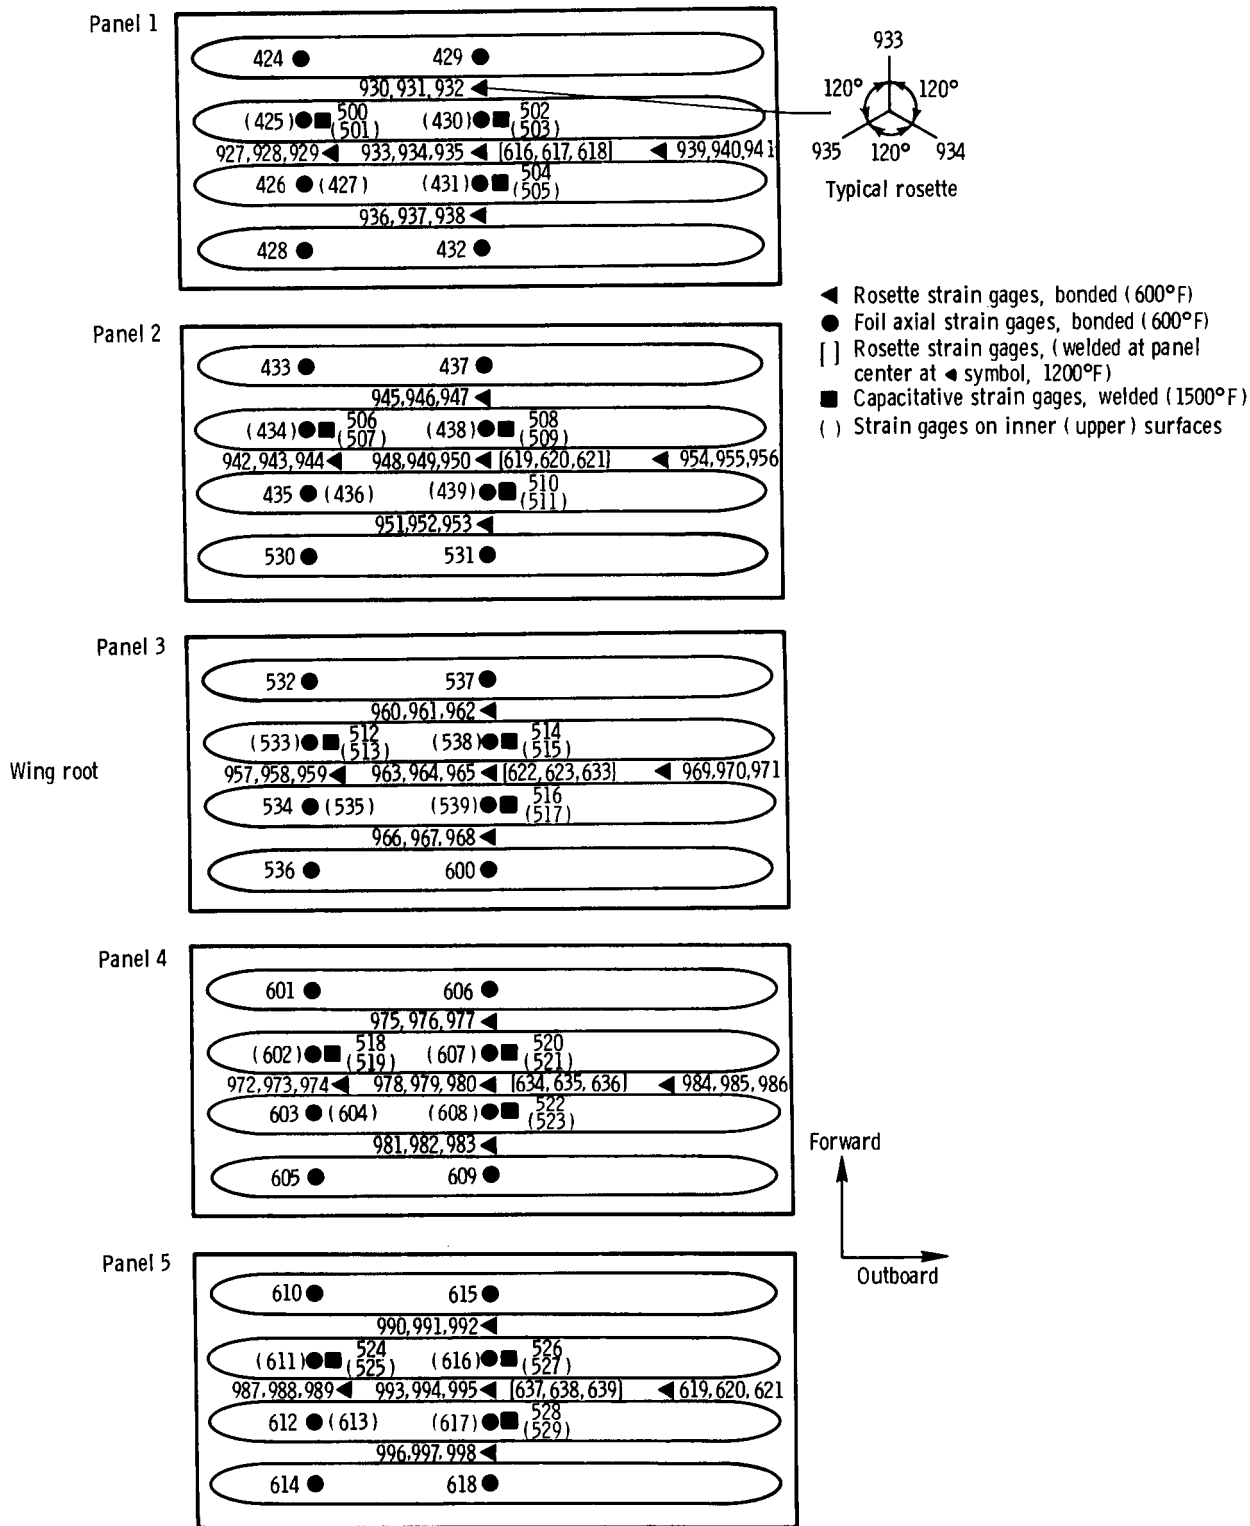 Panel 1
424 429
930,931,932
(425) 500 (430) 502
(501) (503)
927,928,929 933,934,935 [616,617,618] 939,940,941
426 (427) (431) 504
(505)
936,937,938
428 432
933
120° 120°
935 120° 934
Typical rosette
Rosette strain gages, bonded (600°F)
Foil axial strain gages, bonded (600°F)
[ ] Rosette strain gages, (welded at panel
center at ◀ symbol, 1200°F)
Capacitative strain gages, welded (1500°F)
( ) Strain gages on inner (upper) surfaces
Panel 2
433 437
945,946,947
(434) 506 (438) 508
(507) (509)
942,943,944 948,949,950 [619,620,621] 954,955,956
435 (436) (439) 510
(511)
951,952,953
530 531
Panel 3
532 537
960,961,962
(533) 512 (538) 514
(513) (515)
Wing root
957,958,959 963,964,965 [622,623,633] 969,970,971
534 (535) (539) 516
(517)
966,967,968
536 600
Panel 4
601 606
975,976,977
(602) 518 (607) 520
(519) (521)
972,973,974 978,979,980 [634,635,636] 984,985,986
603 (604) (608) 522
(523)
981,982,983
605 609
Forward
Outboard
Panel 5
610 615
990,991,992
(611) 524 (616) 526
(525) (527)
987,988,989 993,994,995 [637,638,639] 619,620,621
612 (613) (617) 528
(529)
996,997,998
614 618